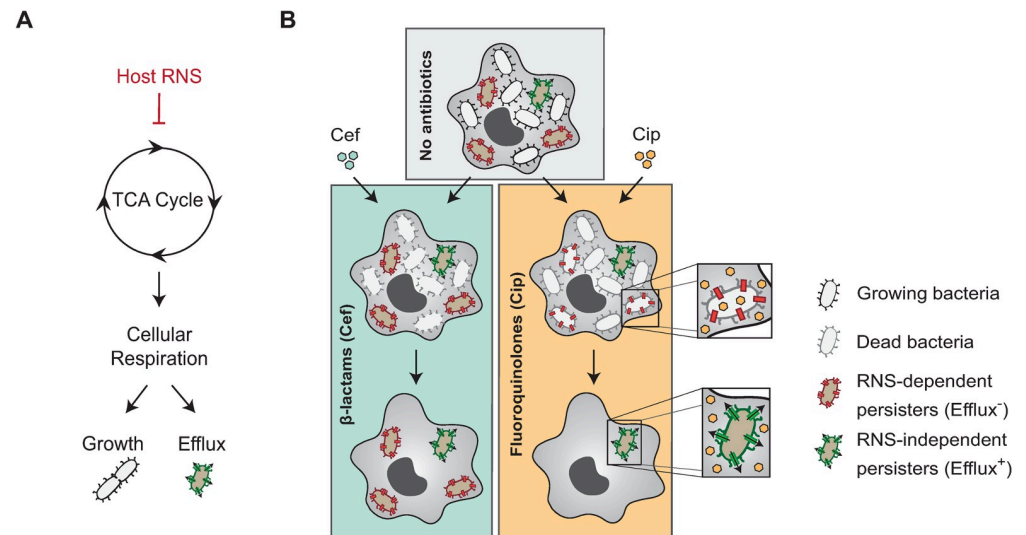 A
Host RNS
TCA Cycle
Cellular
Respiration
Growth
Efflux
B
No antibiotics
Cef
Cip
β-lactams (Cef)
Fluoroquinolones (Cip)
Growing bacteria
Dead bacteria
RNS-dependent
persisters (Efflux⁻)
RNS-independent
persisters (Efflux⁺)